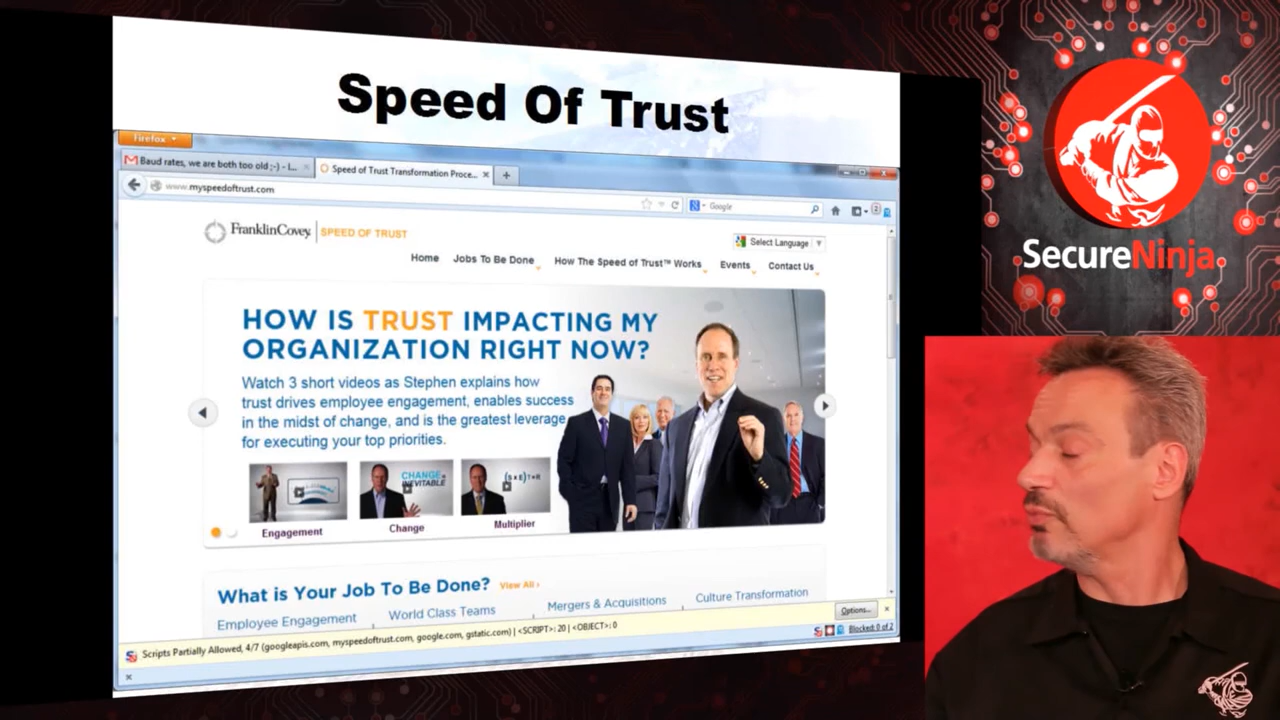 Speed Of Trust
Firefox
Baud rates, we are both too old ;-) - I...
Speed of Trust Transformation Proce...
www.myspeedoftrust.com
Google
FranklinCovey | SPEED OF TRUST
Select Language
Home
Jobs To Be Done
How The Speed of Trust™ Works
Events
Contact Us
HOW IS TRUST IMPACTING MY
ORGANIZATION RIGHT NOW?
Watch 3 short videos as Stephen explains how
trust drives employee engagement, enables success
in the midst of change, and is the greatest leverage
for executing your top priorities.
CHANGE
INEVITABLE
(S x E)T=R
Engagement
Change
Multiplier
What is Your Job To Be Done? View All ›
Employee Engagement
World Class Teams
Mergers & Acquisitions
Culture Transformation
Scripts Partially Allowed, 4/7 (googleapis.com, myspeedoftrust.com, google.com, gstatic.com) | <SCRIPT>: 20 | <OBJECT>: 0
Options...
Blocked: 0 of 2
SecureNinja